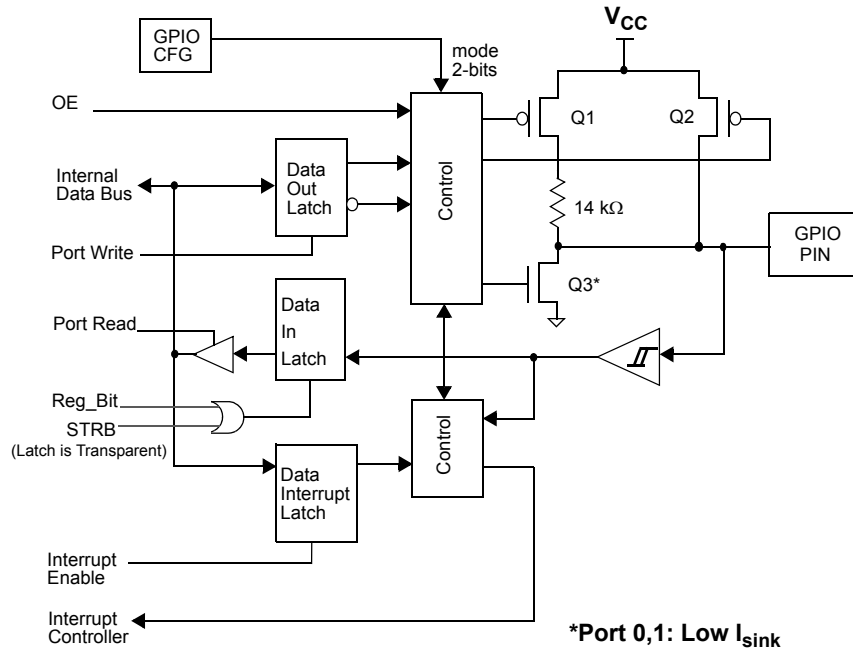 GPIO
CFG
mode
2-bits
VCC
OE
Q1
Q2
Internal
Data Bus
Data
Out
Latch
Control
14 kΩ
GPIO
PIN
Port Write
Q3*
Data
In
Latch
Port Read
Reg_Bit
STRB
(Latch is Transparent)
Control
Data
Interrupt
Latch
Interrupt
Enable
Interrupt
Controller
*Port 0,1: Low Isink